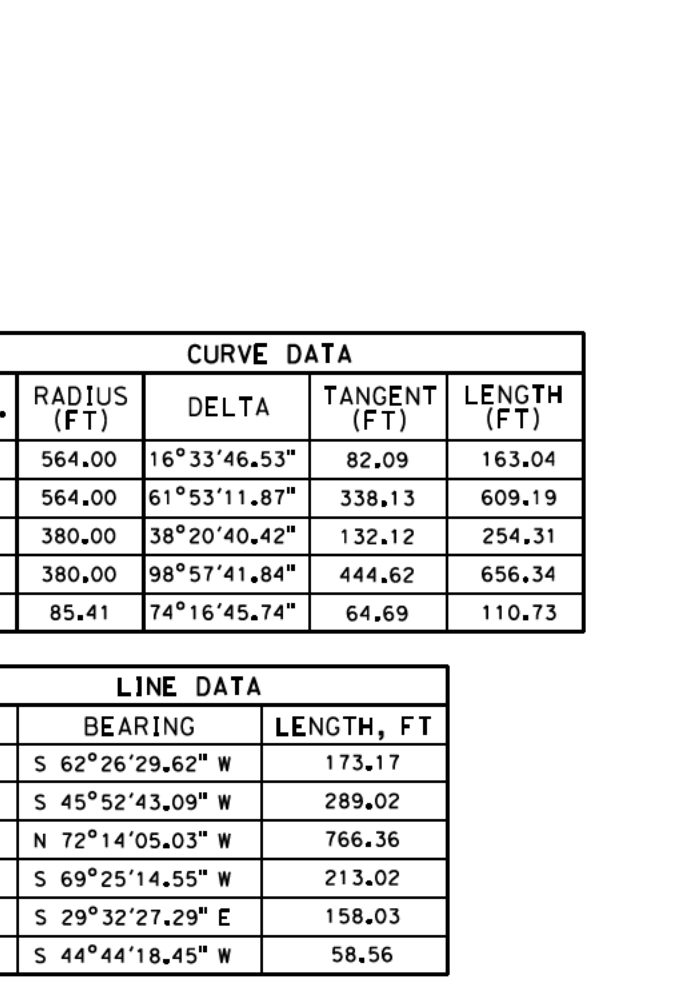 CURVE DATA
. RADIUS (FT) DELTA TANGENT (FT) LENGTH (FT)
564.00 16°33'46.53" 82.09 163.04
564.00 61°53'11.87" 338.13 609.19
380.00 38°20'40.42" 132.12 254.31
380.00 98°57'41.84" 444.62 656.34
85.41 74°16'45.74" 64.69 110.73
LINE DATA
BEARING LENGTH, FT
S 62°26'29.62" W 173.17
S 45°52'43.09" W 289.02
N 72°14'05.03" W 766.36
S 69°25'14.55" W 213.02
S 29°32'27.29" E 158.03
S 44°44'18.45" W 58.56